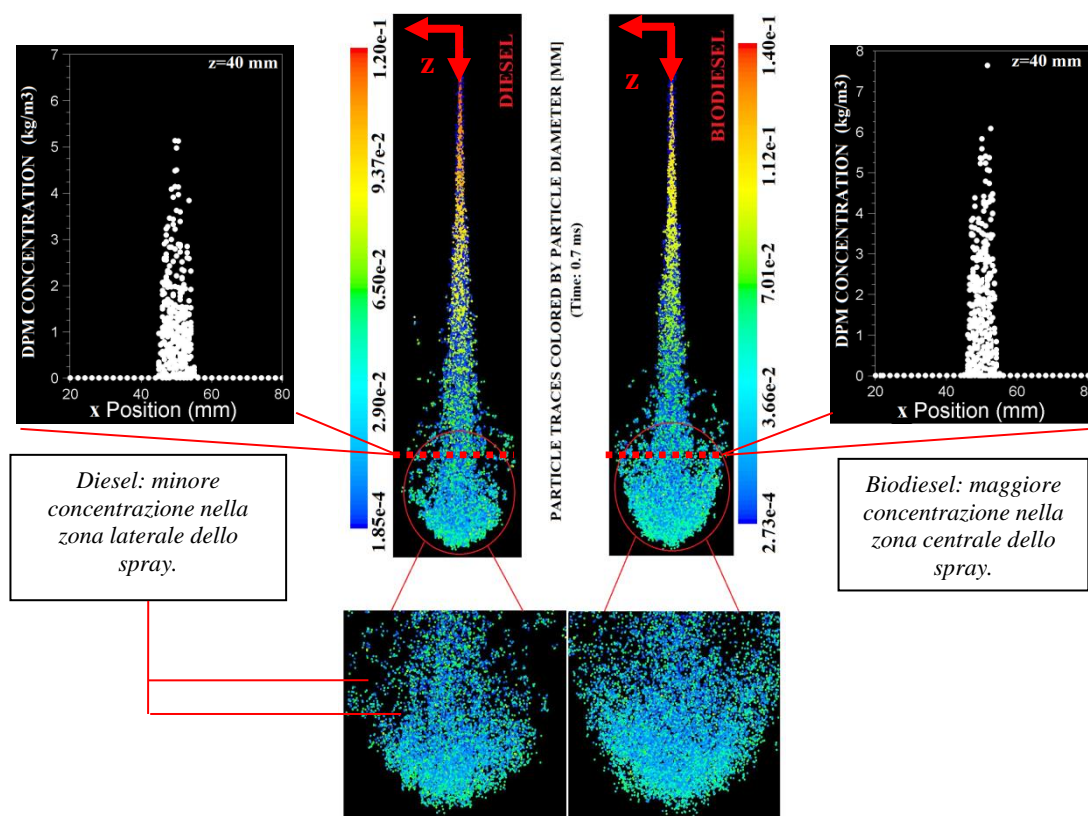 z=40 mm
DPM CONCENTRATION (kg/m3)
7
6
5
4
3
2
1
0
20
40
60
80
x Position (mm)
1.20e-1
9.37e-2
6.50e-2
2.90e-2
1.85e-4
z
DIESEL
PARTICLE TRACES COLORED BY PARTICLE DIAMETER [MM]
(Time: 0.7 ms)
z
BIODIESEL
1.40e-1
1.12e-1
7.01e-2
3.66e-2
2.73e-4
z=40 mm
DPM CONCENTRATION (kg/m3)
8
7
6
5
4
3
2
1
0
20
40
60
80
x Position (mm)
Diesel: minore
concentrazione nella
zona laterale dello
spray.
Biodiesel: maggiore
concentrazione nella
zona centrale dello
spray.